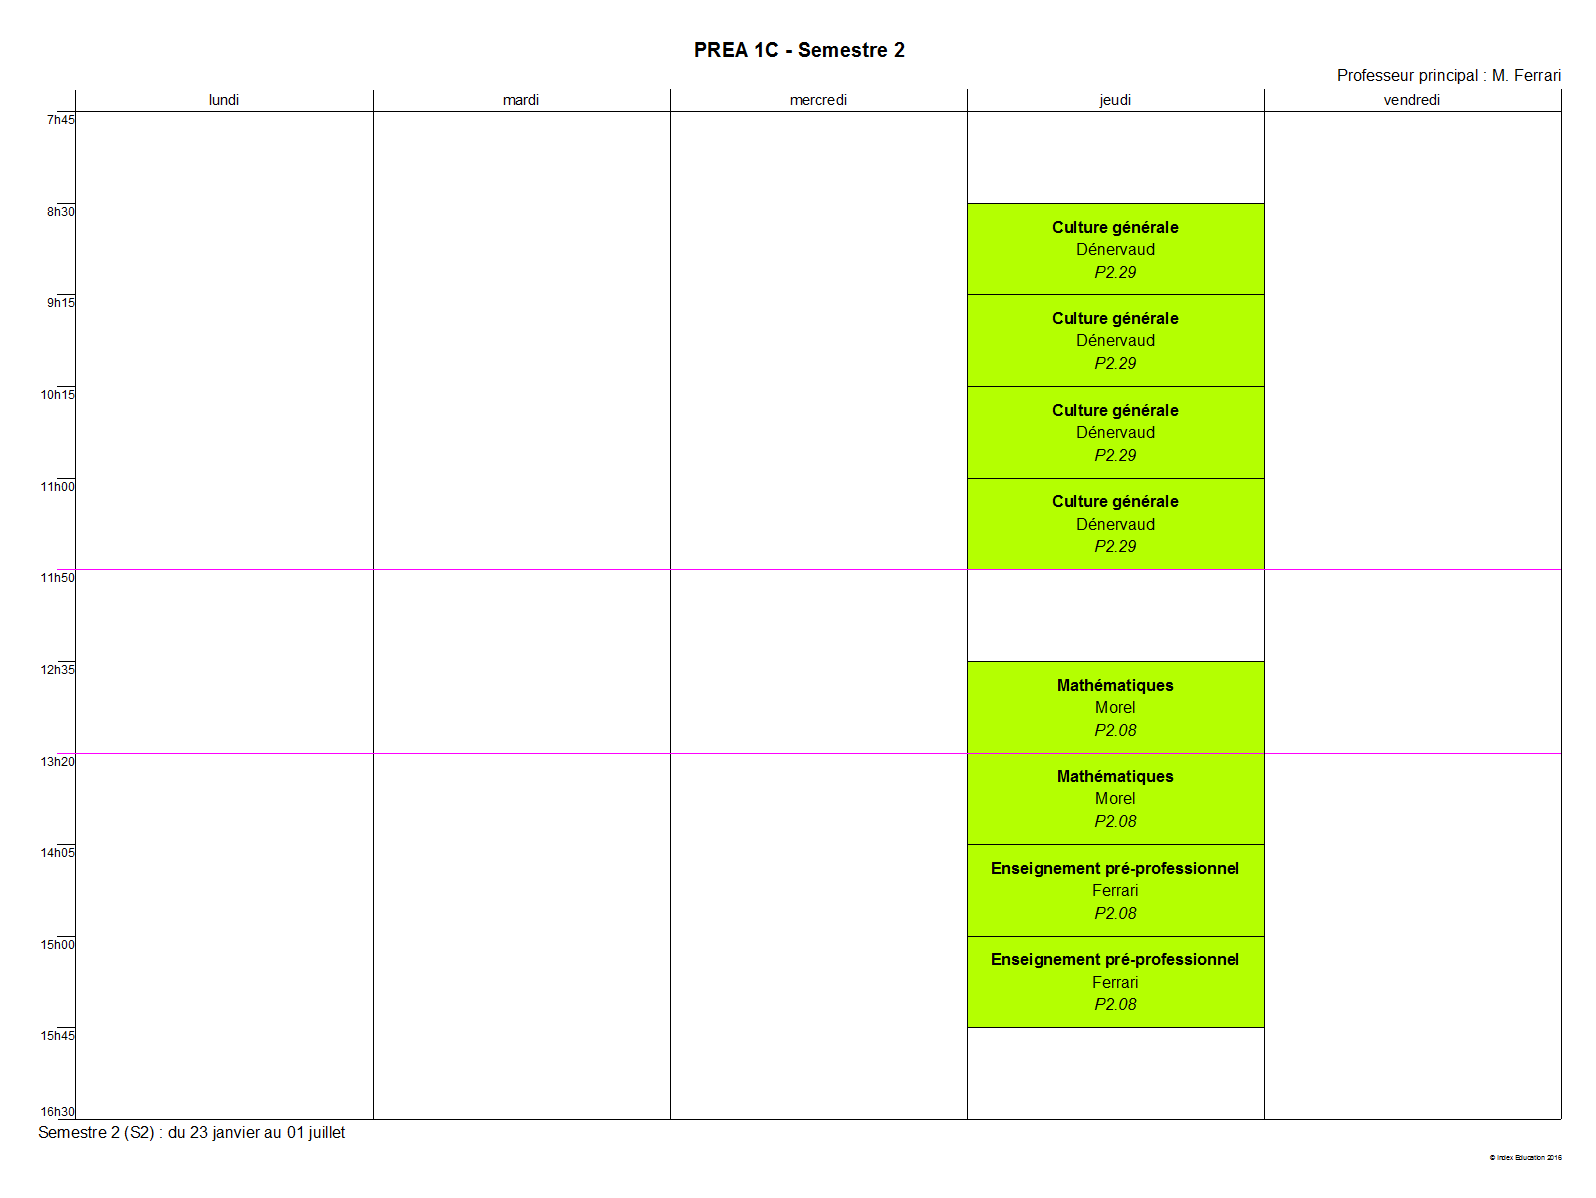 PREA 1C - Semestre 2
Professeur principal : M. Ferrari
lundi mardi mercredi jeudi vendredi
7h45
8h30
Culture générale
Dénervaud
P2.29
9h15
Culture générale
Dénervaud
P2.29
10h15
Culture générale
Dénervaud
P2.29
11h00
Culture générale
Dénervaud
P2.29
11h50
12h35
Mathématiques
Morel
P2.08
13h20
Mathématiques
Morel
P2.08
14h05
Enseignement pré-professionnel
Ferrari
P2.08
15h00
Enseignement pré-professionnel
Ferrari
P2.08
15h45
16h30
Semestre 2 (S2) : du 23 janvier au 01 juillet
© Index Education 2016